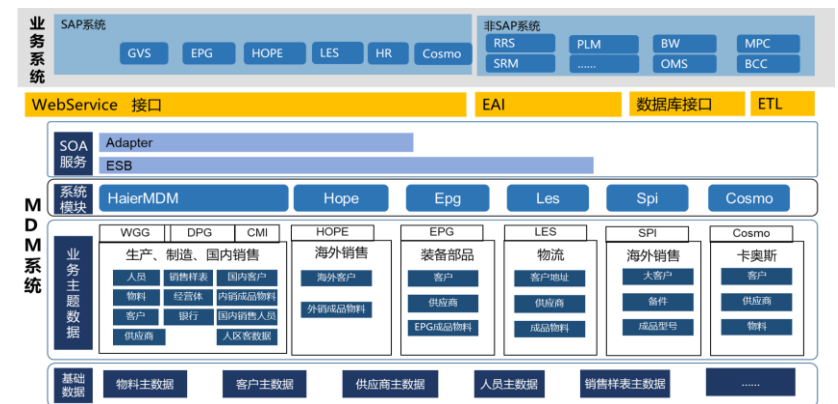 业务系统
SAP系统
GVS EPG HOPE LES HR Cosmo
非SAP系统
RRS PLM BW MPC
SRM …… OMS BCC
WebService 接口 EAI 数据库接口 ETL
MDM系统
SOA服务
Adapter
ESB
系统模块
HaierMDM Hope Epg Les Spi Cosmo
业务主题数据
WGG DPG CMI
生产、制造、国内销售
人员 销售样表 国内客户
物料 经营体 内销成品物料
客户 银行 国内销售人员
供应商 人区客数据
HOPE
海外销售
海外客户
外销成品物料
EPG
装备部品
客户
供应商
EPG成品物料
LES
物流
客户地址
供应商
成品物料
SPI
海外销售
大客户
备件
成品型号
Cosmo
卡奥斯
客户
供应商
物料
基础数据
物料主数据 客户主数据 供应商主数据 人员主数据 销售样表主数据 ……